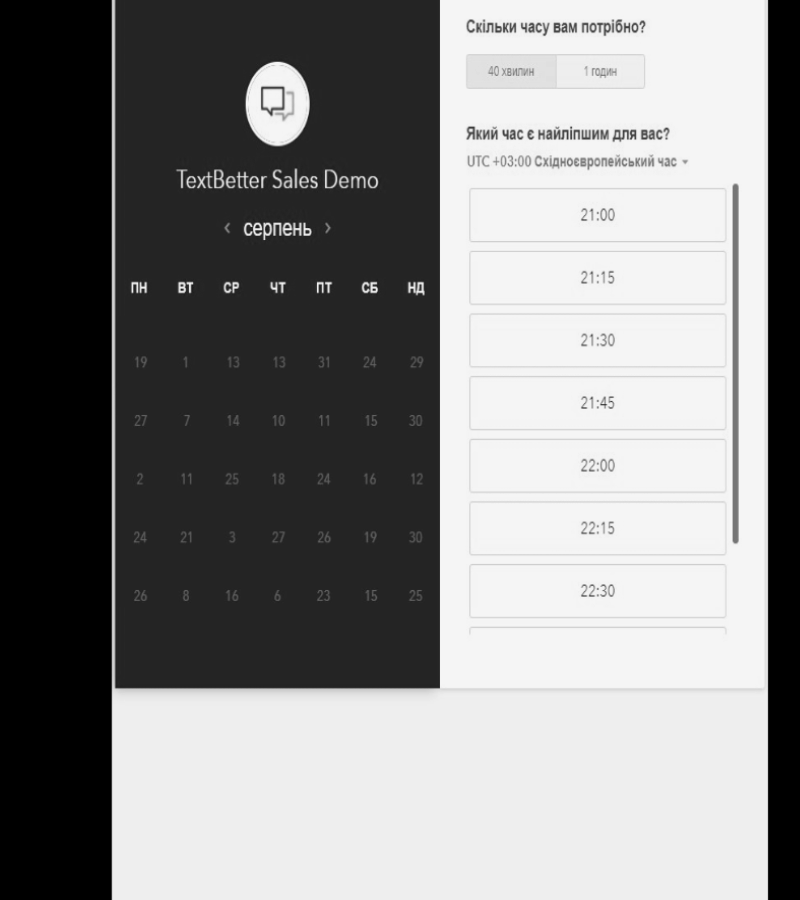 TextBetter Sales Demo
‹ серпень ›
ПН ВТ СР ЧТ ПТ СБ НД
19 1 13 13 31 24 29
27 7 14 10 11 15 30
2 11 25 18 24 16 12
24 21 3 27 26 19 30
26 8 16 6 23 15 25
Скільки часу вам потрібно?
40 хвилин 1 годин
Який час є найліпшим для вас?
UTC +03:00 Східноєвропейський час
21:00
21:15
21:30
21:45
22:00
22:15
22:30